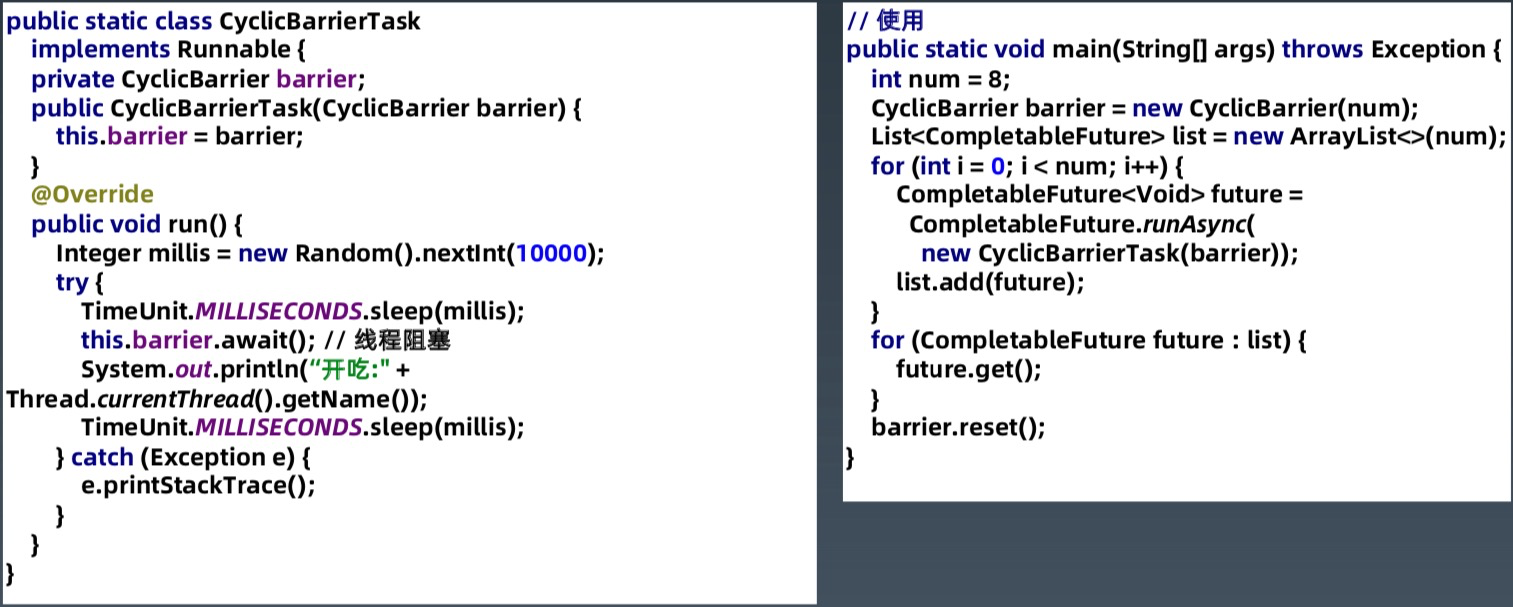 public static class CyclicBarrierTask
implements Runnable {
private CyclicBarrier barrier;
public CyclicBarrierTask(CyclicBarrier barrier) {
this.barrier = barrier;
}
@Override
public void run() {
Integer millis = new Random().nextInt(10000);
try {
TimeUnit.MILLISECONDS.sleep(millis);
this.barrier.await(); // 线程阻塞
System.out.println(“开吃:" +
Thread.currentThread().getName());
TimeUnit.MILLISECONDS.sleep(millis);
} catch (Exception e) {
e.printStackTrace();
}
}
}
// 使用
public static void main(String[] args) throws Exception {
int num = 8;
CyclicBarrier barrier = new CyclicBarrier(num);
List<CompletableFuture> list = new ArrayList<>(num);
for (int i = 0; i < num; i++) {
CompletableFuture<Void> future =
CompletableFuture.runAsync(
new CyclicBarrierTask(barrier));
list.add(future);
}
for (CompletableFuture future : list) {
future.get();
}
barrier.reset();
}